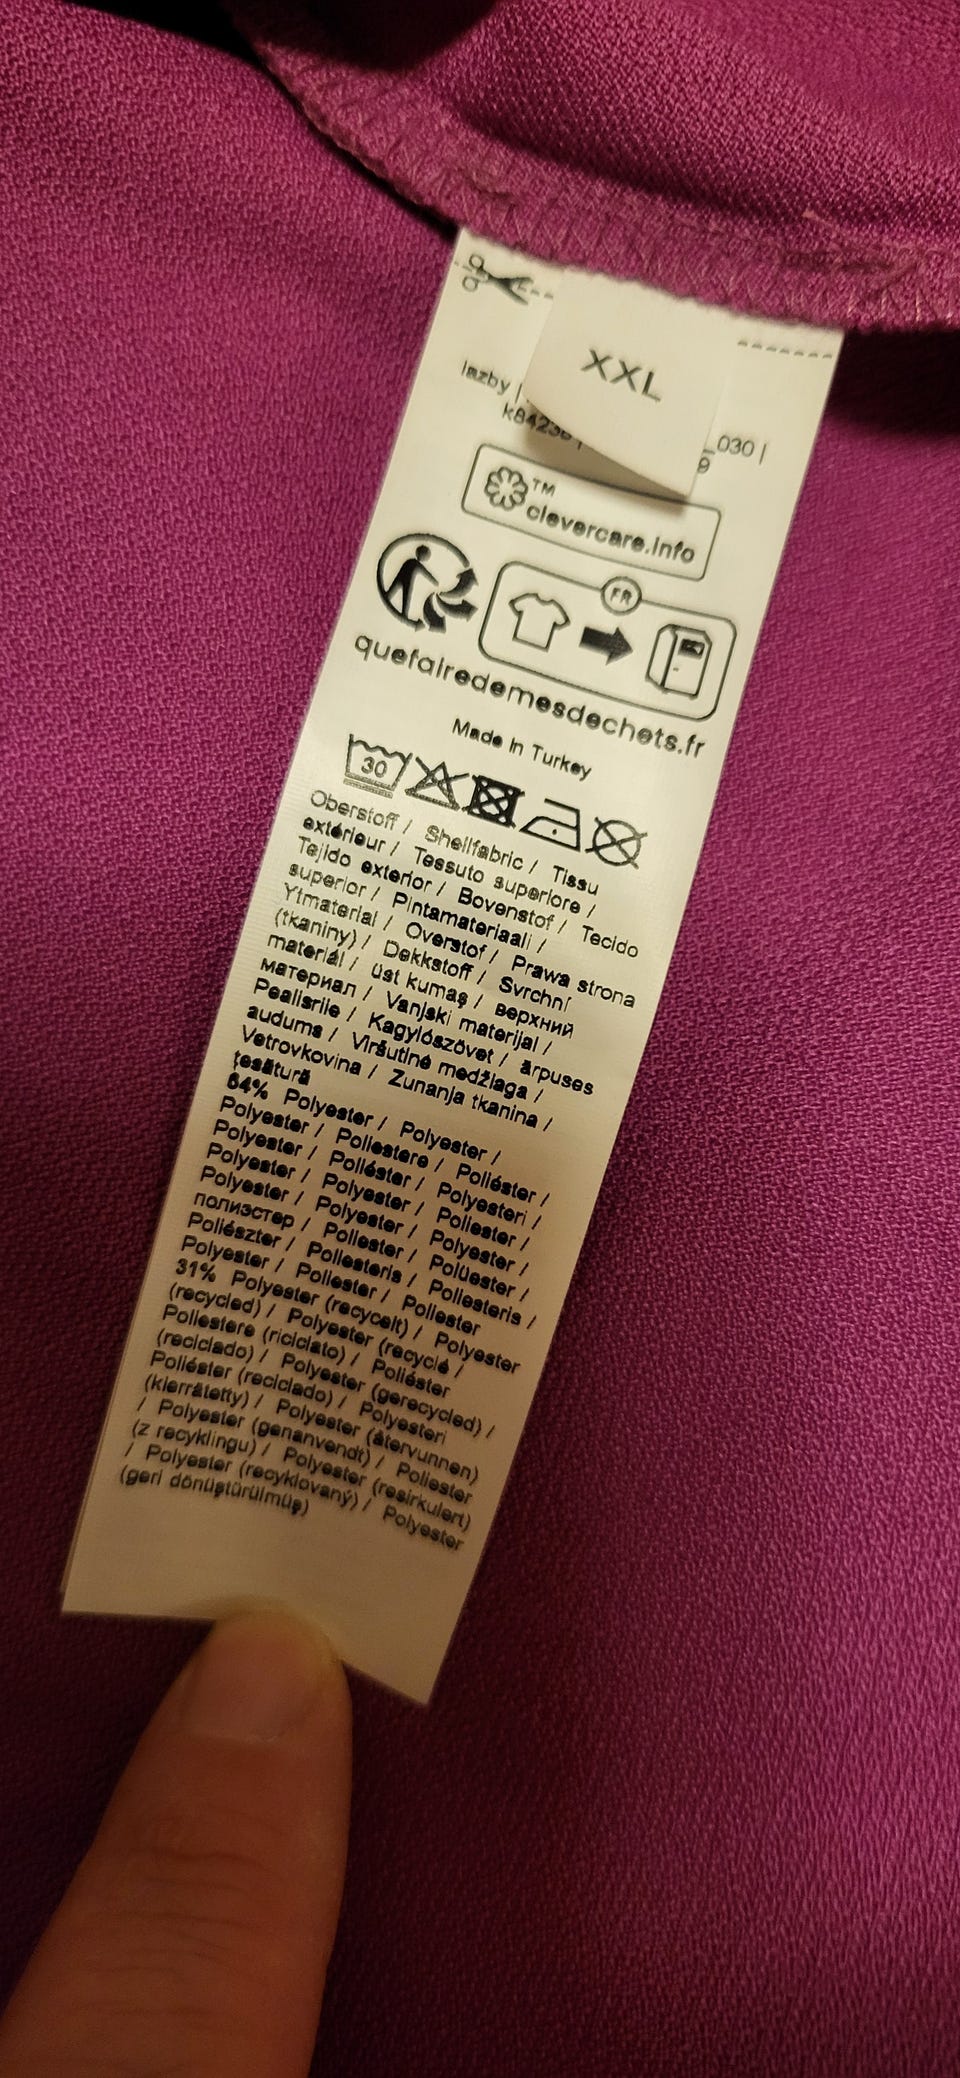 XXL
lazby |
k8423
_030 |
9
TM
clevercare.info
FR
quefairedemesdechets.fr
Made in Turkey
30
Oberstoff / Shellfabric / Tissu
extérieur / Tessuto superiore /
Tejido exterior / Bovenstof / Tecido
superior / Pintamateriaali /
Ytmaterial / Overstof / Prawa strona
(tkaniny) / Dekkstoff / Svrchní
materiál / üst kumaş / верхний
материал / Vanjski materijal /
Pealisriie / Kagylószövet / ārpuses
audums / Viršutinė medžiaga /
Vetrovkovina / Zunanja tkanina /
ţesătură
64% Polyester / Polyester /
Polyester / Poliestere / Poliéster /
Polyester / Poliéster / Polyesteri /
Polyester / Polyester / Poliester /
Polyester / Polyester / Polyester /
полиэстер / Poliester / Polüester /
Poliészter / Poliesteris / Poliesteris /
Polyester / Poliester / Poliester
31% Polyester (recycelt) / Polyester
(recycled) / Polyester (recyclé /
Poliestere (riciclato) / Poliéster
(reciclado) / Polyester (gerecycled) /
Poliéster (reciclado) / Polyesteri
(kierrätetty) / Polyester (återvunnen)
/ Polyester (genanvendt) / Poliester
(z recyklingu) / Polyester (resirkulert)
/ Polyester (recyklovaný) / Polyester
(geri dönüştürülmüş)